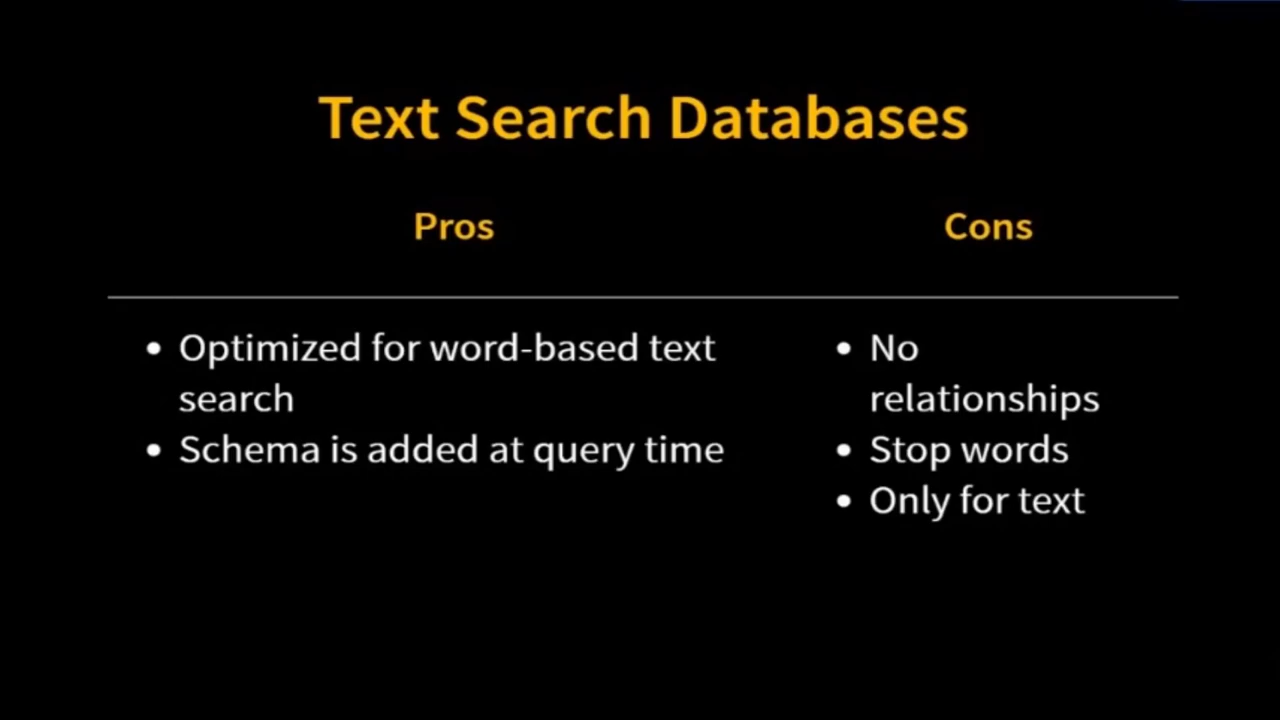 Text Search Databases
Pros
Cons
• Optimized for word-based text
search
• Schema is added at query time
• No
relationships
• Stop words
• Only for text